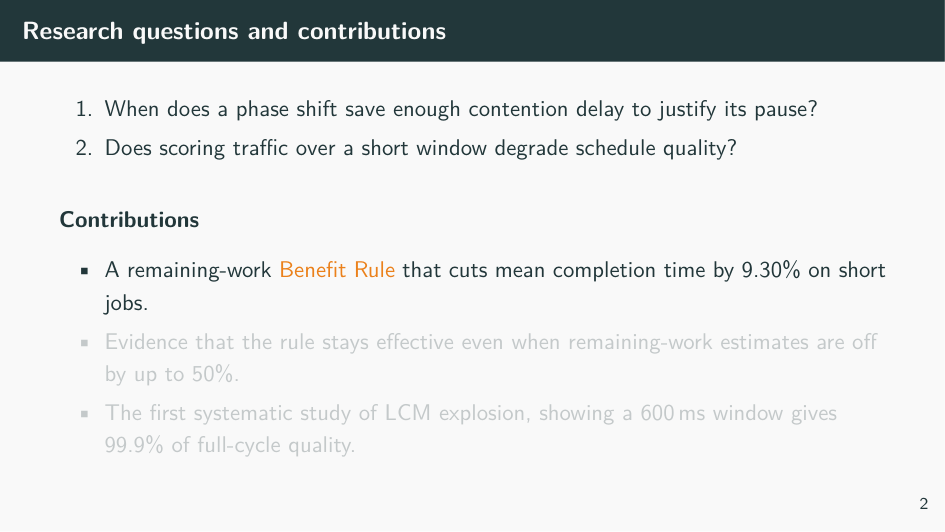 Research questions and contributions
1. When does a phase shift save enough contention delay to justify its pause?
2. Does scoring traffic over a short window degrade schedule quality?
Contributions
▪ A remaining-work Benefit Rule that cuts mean completion time by 9.30% on short
jobs.
▪ Evidence that the rule stays effective even when remaining-work estimates are off
by up to 50%.
▪ The first systematic study of LCM explosion, showing a 600 ms window gives
99.9% of full-cycle quality.
2